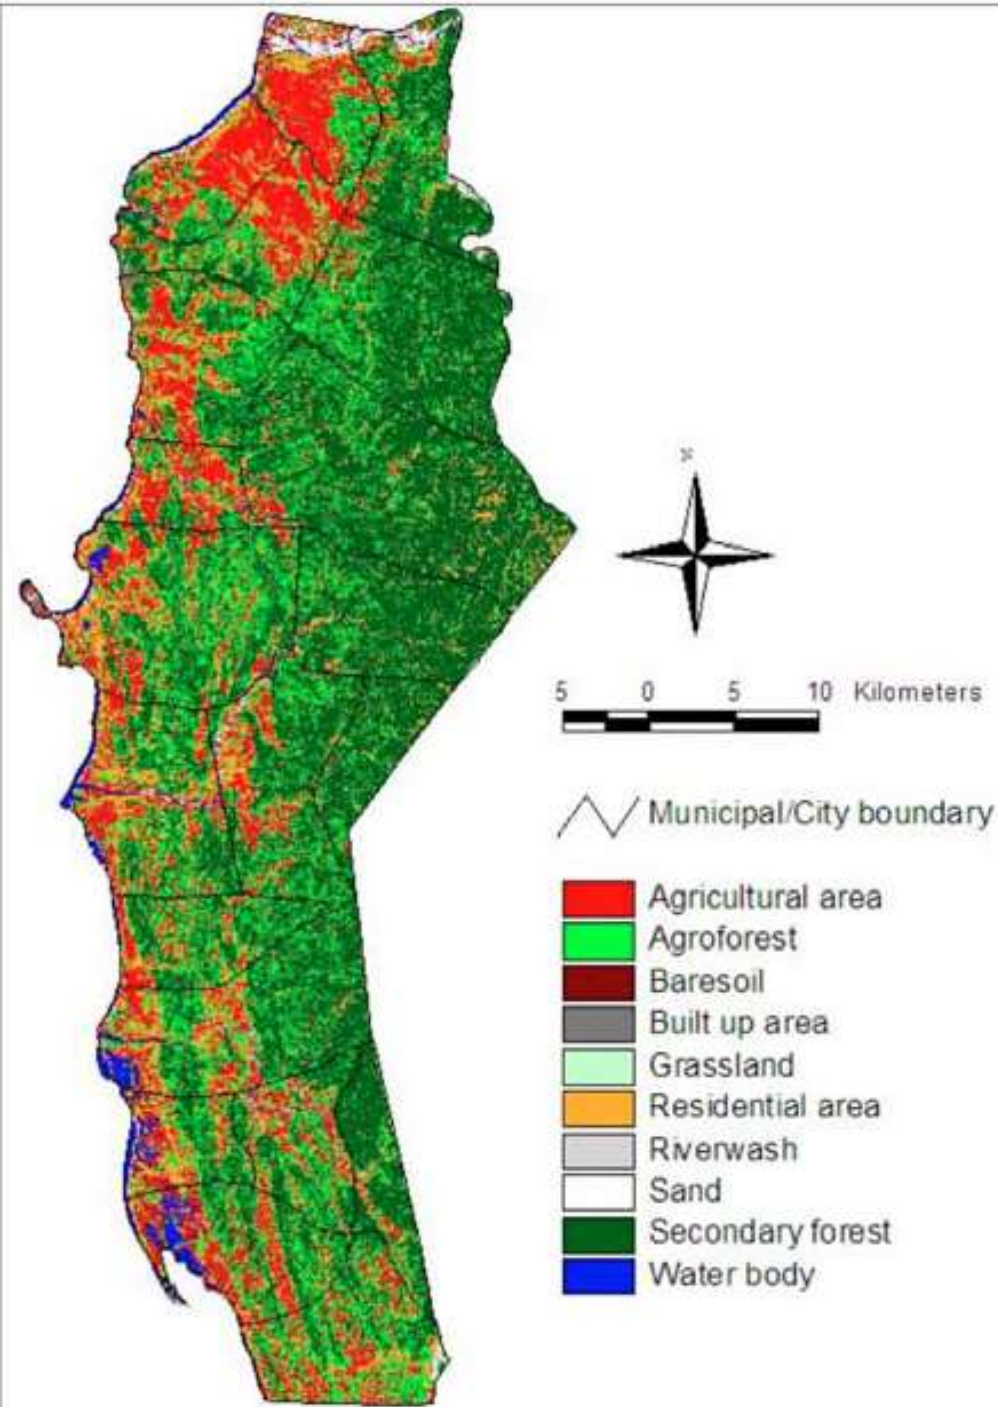 N
5 0 5 10 Kilometers
Municipal/City boundary
Agricultural area
Agroforest
Baresoil
Built up area
Grassland
Residential area
Riverwash
Sand
Secondary forest
Water body